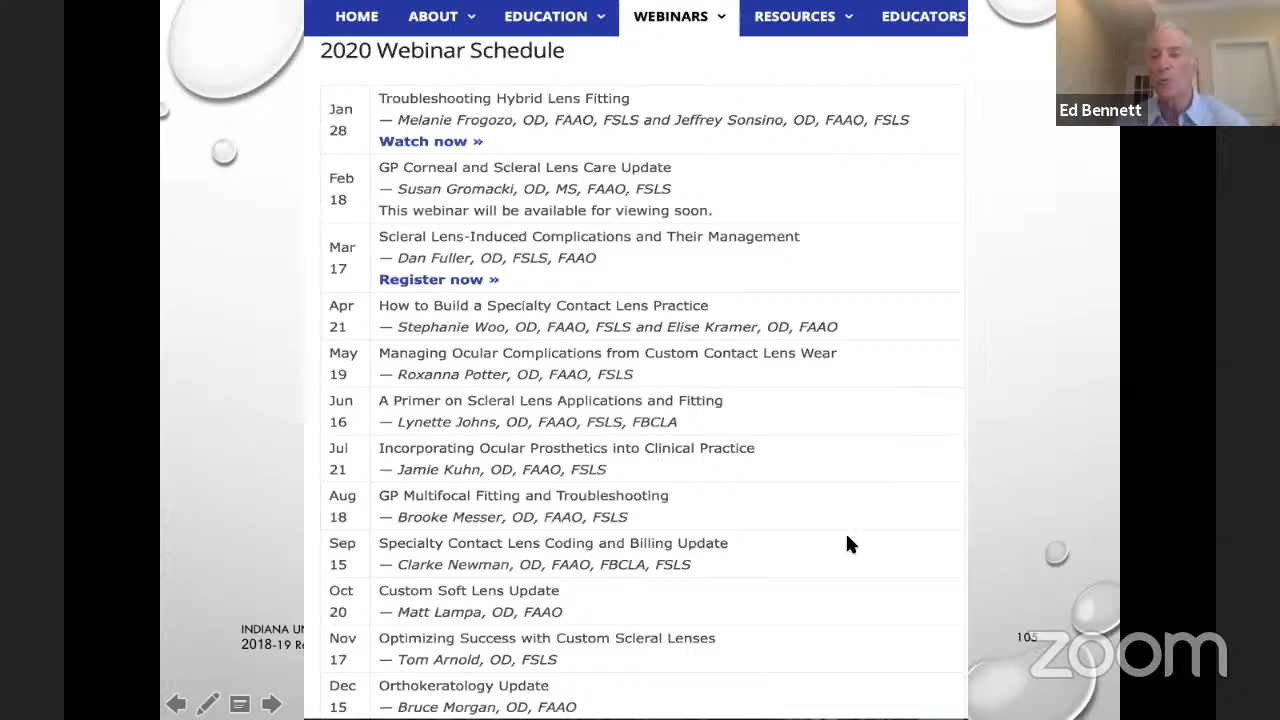 HOME ABOUT EDUCATION WEBINARS RESOURCES EDUCATORS
2020 Webinar Schedule
Ed Bennett
Jan 28
Troubleshooting Hybrid Lens Fitting
— Melenie Frogozo, OD, FAAO, FSLS and Jeffrey Sonsino, OD, FAAO, FSLS
Watch now »
Feb 18
GP Corneal and Scleral Lens Care Update
— Susan Gromacki, OD, MS, FAAO, FSLS
This webinar will be available for viewing soon.
Mar 17
Scleral Lens-Induced Complications and Their Management
— Dan Fuller, OD, FSLS, FAAO
Register now »
Apr 21
How to Build a Specialty Contact Lens Practice
— Stephanie Woo, OD, FAAO, FSLS and Elise Kramer, OD, FAAO
May 19
Managing Ocular Complications from Custom Contact Lens Wear
— Roxanna Potter, OD, FAAO, FSLS
Jun 16
A Primer on Scleral Lens Applications and Fitting
— Lynette Johns, OD, FAAO, FSLS, FBCLA
Jul 21
Incorporating Ocular Prosthetics into Clinical Practice
— Jamie Kuhn, OD, FAAO, FSLS
Aug 18
GP Multifocal Fitting and Troubleshooting
— Brooke Messer, OD, FAAO, FSLS
Sep 15
Specialty Contact Lens Coding and Billing Update
— Clarke Newman, OD, FAAO, FBCLA, FSLS
Oct 20
Custom Soft Lens Update
— Matt Lampa, OD, FAAO
Nov 17
Optimizing Success with Custom Scleral Lenses
— Tom Arnold, OD, FSLS
Dec 15
Orthokeratology Update
— Bruce Morgan, OD, FAAO
INDIANA UN
2018-19 Re
105
zoom